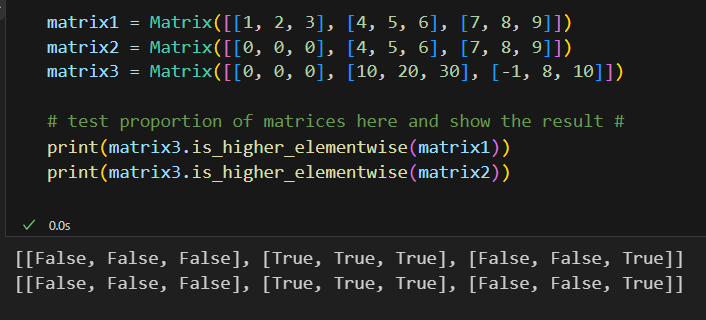 matrix1 = Matrix([[1, 2, 3], [4, 5, 6], [7, 8, 9]])
matrix2 = Matrix([[0, 0, 0], [4, 5, 6], [7, 8, 9]])
matrix3 = Matrix([[0, 0, 0], [10, 20, 30], [-1, 8, 10]])
# test proportion of matrices here and show the result #
print(matrix3.is_higher_elementwise(matrix1))
print(matrix3.is_higher_elementwise(matrix2))
0.0s
[[False, False, False], [True, True, True], [False, False, True]]
[[False, False, False], [True, True, True], [False, False, True]]